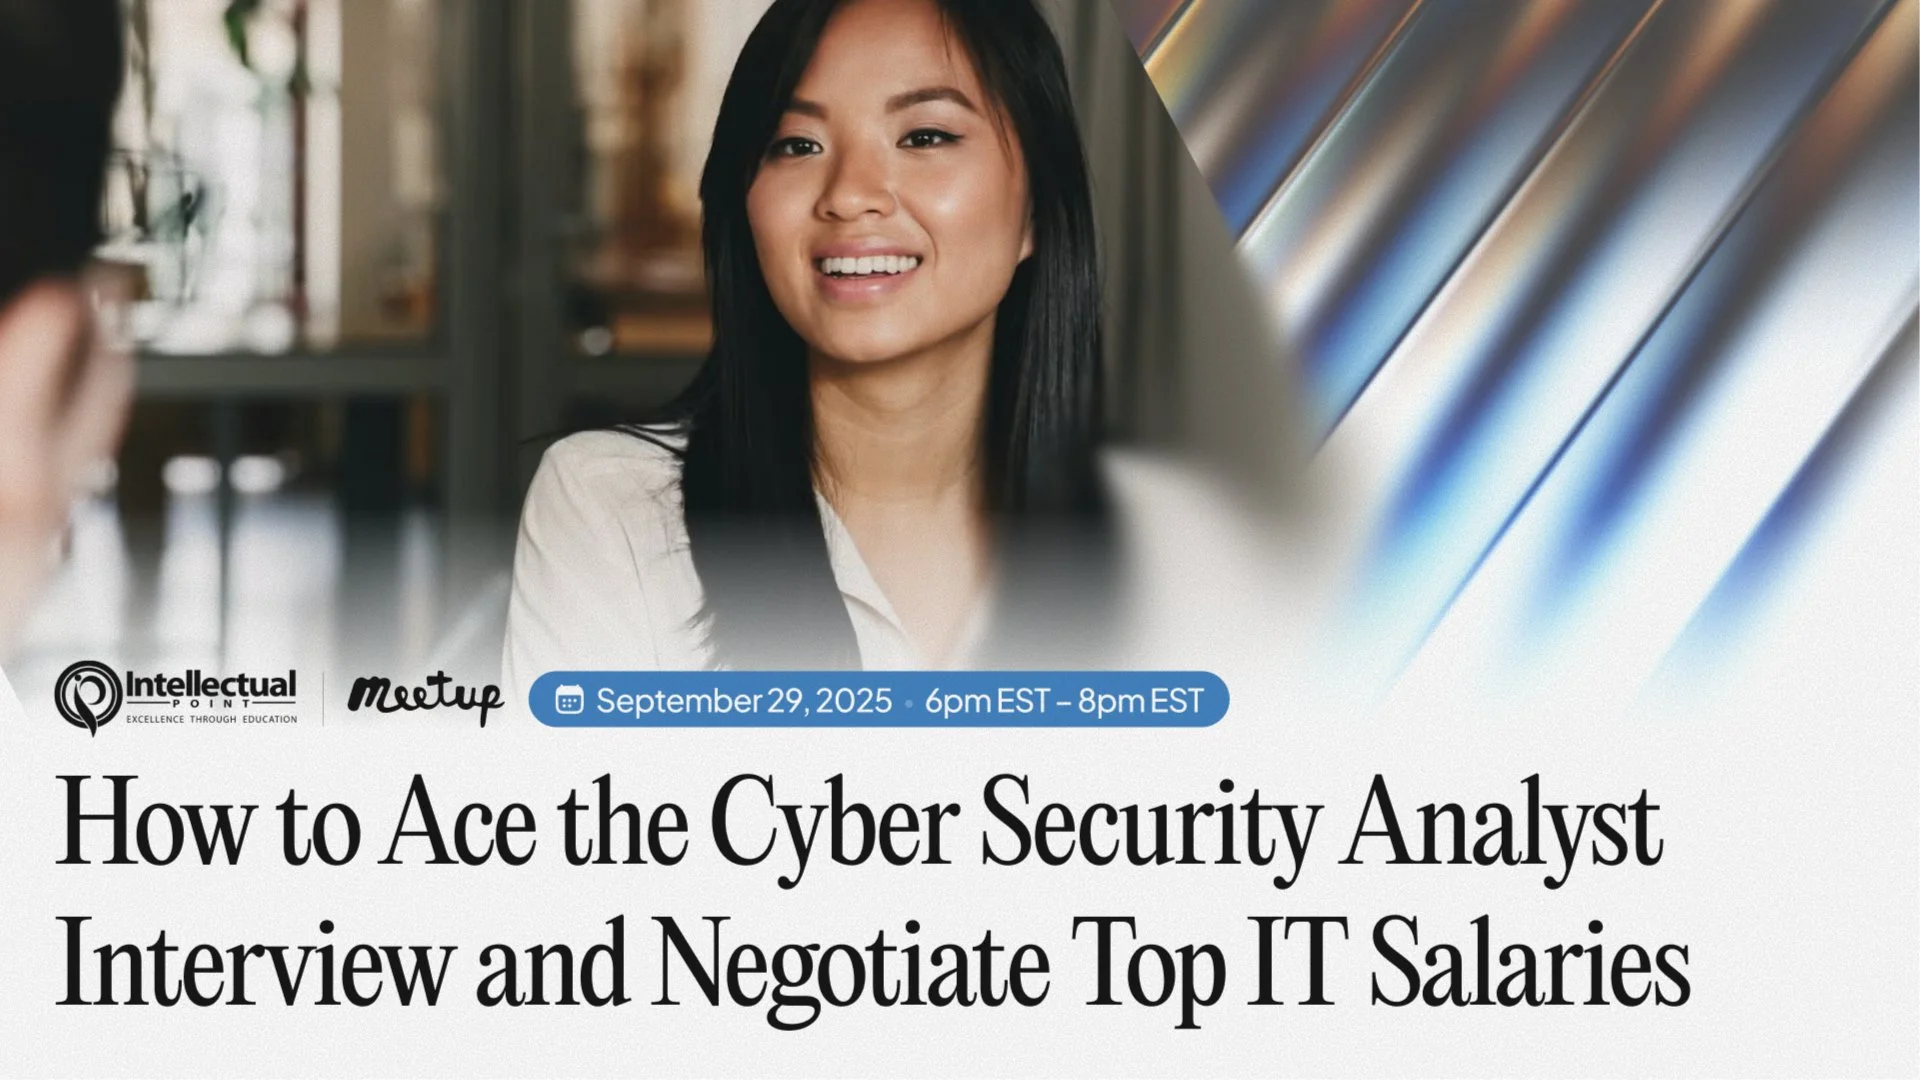 Intellectual
POINT
EXCELLENCE THROUGH EDUCATION
meetup
September 29, 2025 • 6pm EST – 8pm EST
How to Ace the Cyber Security Analyst
Interview and Negotiate Top IT Salaries